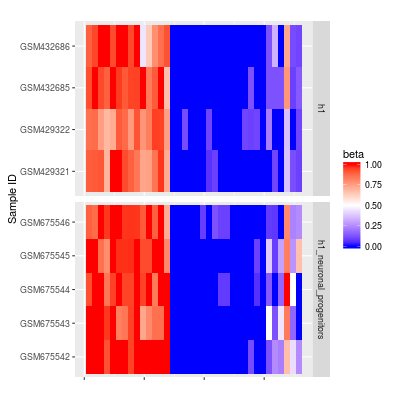 GSM432686
GSM432685
GSM429322
GSM429321
h1
GSM675546
GSM675545
GSM675544
GSM675543
GSM675542
h1_neuronal_progenitors
Sample ID
beta
1.00
0.75
0.50
0.25
0.00